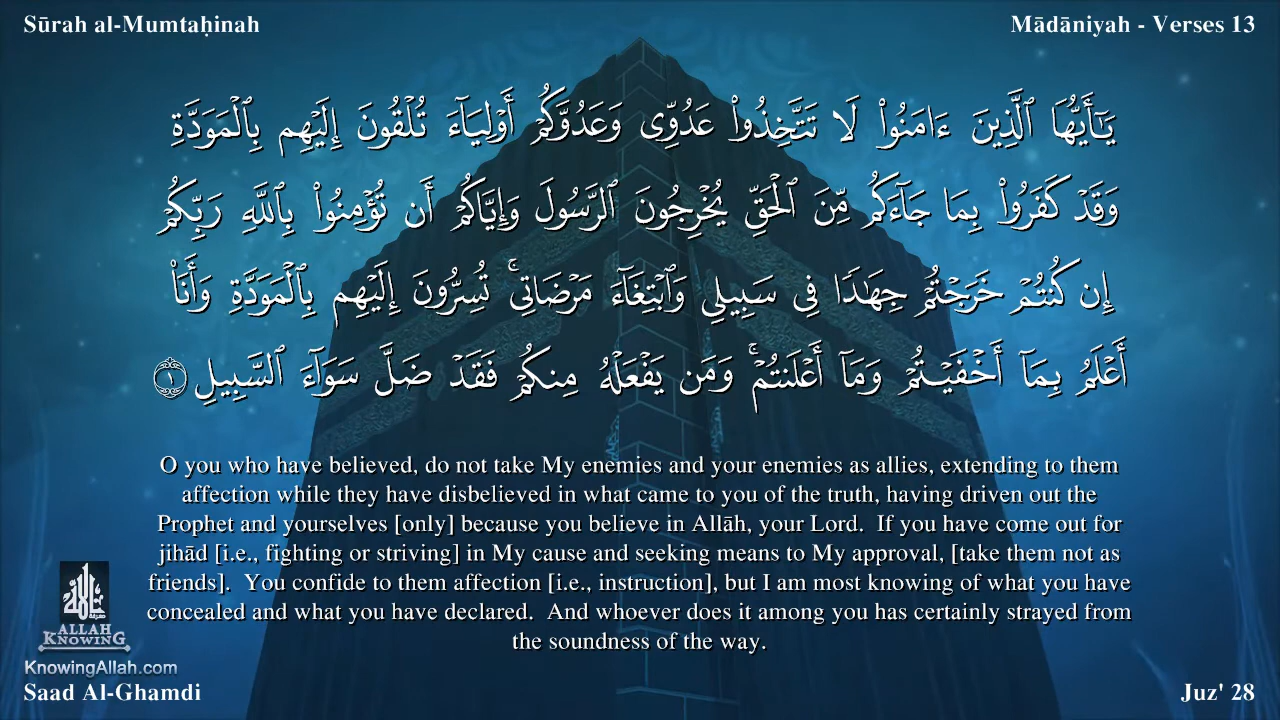 Sūrah al-Mumtaḥinah
Mādāniyah - Verses 13
يَـٰٓأَيُّهَا ٱلَّذِينَ ءَامَنُوا۟ لَا تَتَّخِذُوا۟ عَدُوِّى وَعَدُوَّكُمْ أَوْلِيَآءَ تُلْقُونَ إِلَيْهِم بِٱلْمَوَدَّةِ
وَقَدْ كَفَرُوا۟ بِمَا جَآءَكُم مِّنَ ٱلْحَقِّ يُخْرِجُونَ ٱلرَّسُولَ وَإِيَّاكُمْ أَن تُؤْمِنُوا۟ بِٱللَّهِ رَبِّكُمْ
إِن كُنتُمْ خَرَجْتُمْ جِهَـٰدًا فِى سَبِيلِى وَٱبْتِغَآءَ مَرْضَاتِى ۚ تُسِرُّونَ إِلَيْهِم بِٱلْمَوَدَّةِ وَأَنَا۠
أَعْلَمُ بِمَآ أَخْفَيْتُمْ وَمَآ أَعْلَنتُمْ ۚ وَمَن يَفْعَلْهُ مِنكُمْ فَقَدْ ضَلَّ سَوَآءَ ٱلسَّبِيلِ ١
O you who have believed, do not take My enemies and your enemies as allies, extending to them
affection while they have disbelieved in what came to you of the truth, having driven out the
Prophet and yourselves [only] because you believe in Allāh, your Lord.  If you have come out for
jihād [i.e., fighting or striving] in My cause and seeking means to My approval, [take them not as
friends].  You confide to them affection [i.e., instruction], but I am most knowing of what you have
concealed and what you have declared.  And whoever does it among you has certainly strayed from
the soundness of the way.
ALLAH
KNOWING
KnowingAllah.com
Saad Al-Ghamdi
Juz' 28